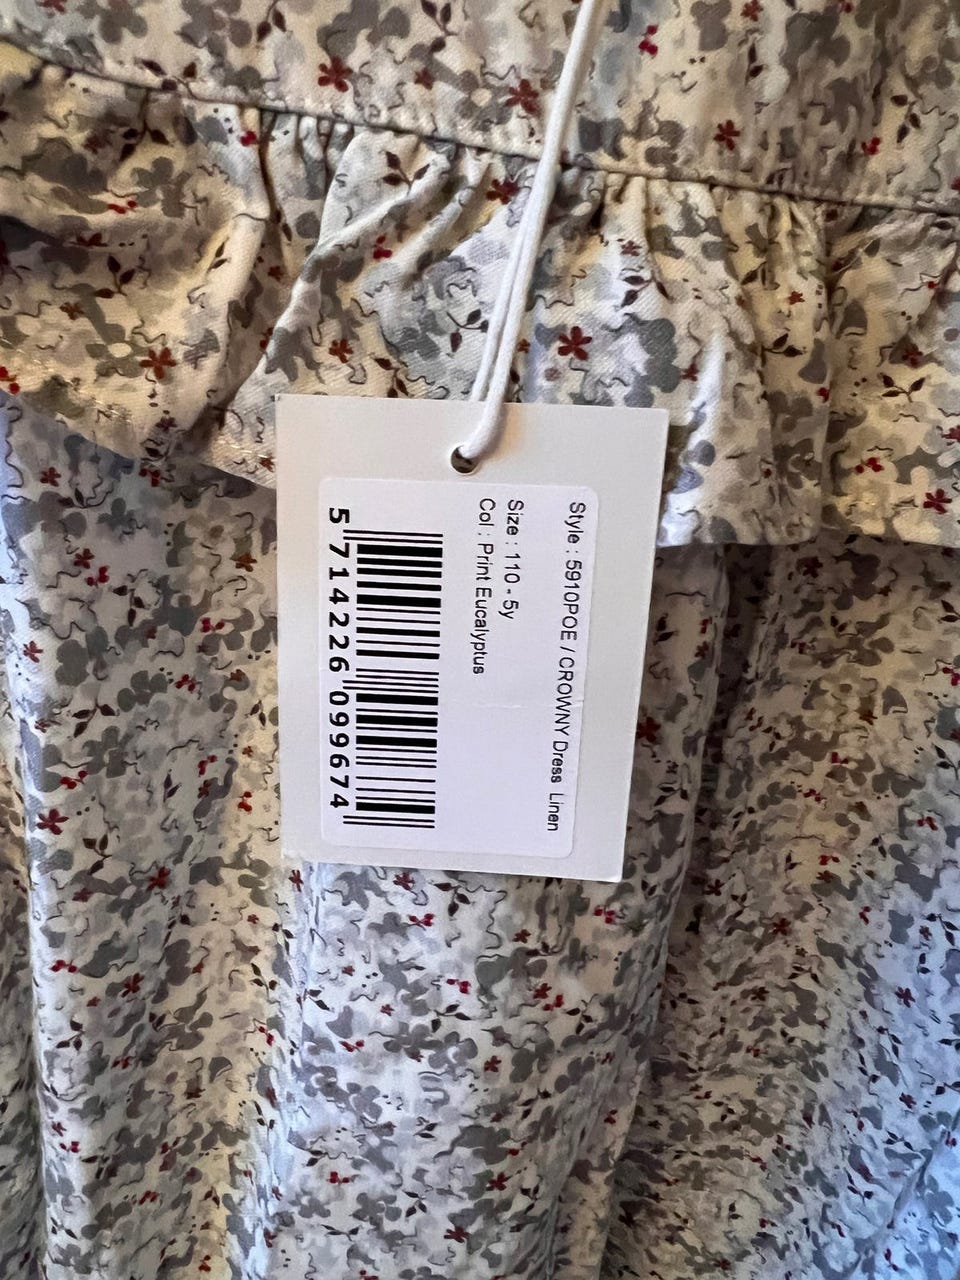 Style : 5910POE / CROWNY Dress Linen
Size : 110 - 5y
Col : Print Eucalyptus
5 714226 099674